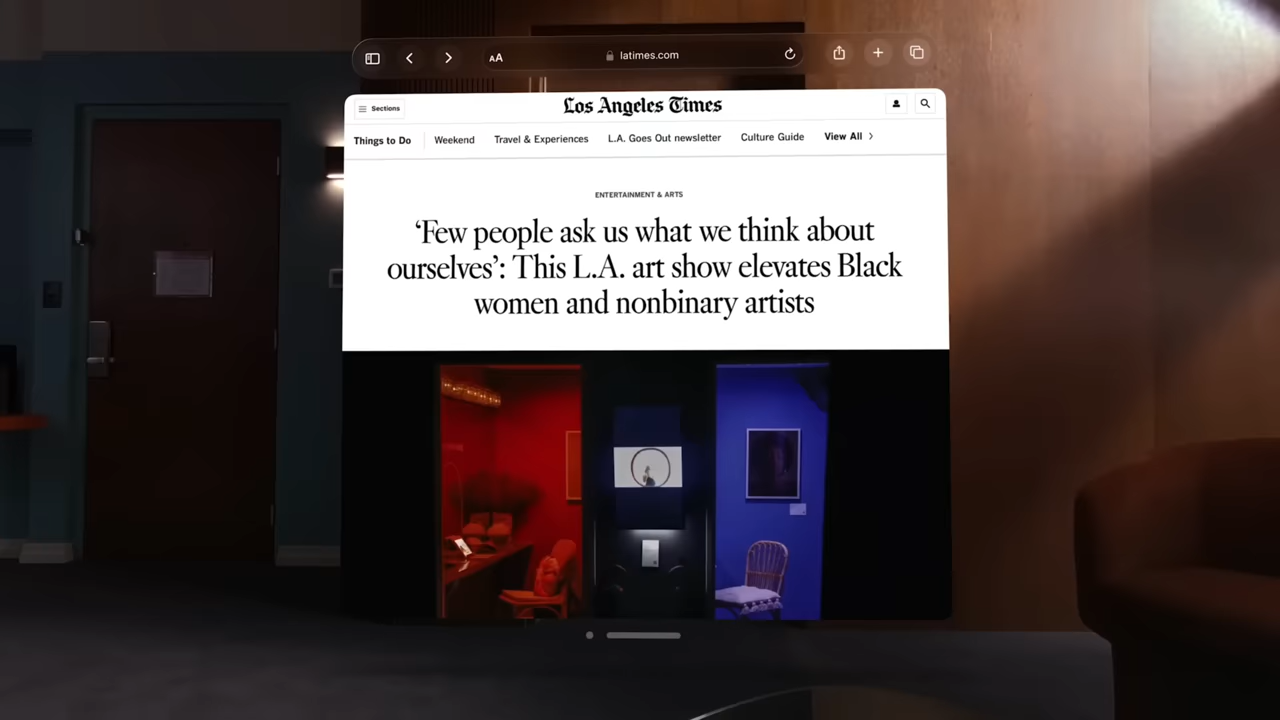 AA
latimes.com
Sections
Los Angeles Times
Things to Do
Weekend
Travel & Experiences
L.A. Goes Out newsletter
Culture Guide
View All
ENTERTAINMENT & ARTS
‘Few people ask us what we think about
ourselves’: This L.A. art show elevates Black
women and nonbinary artists